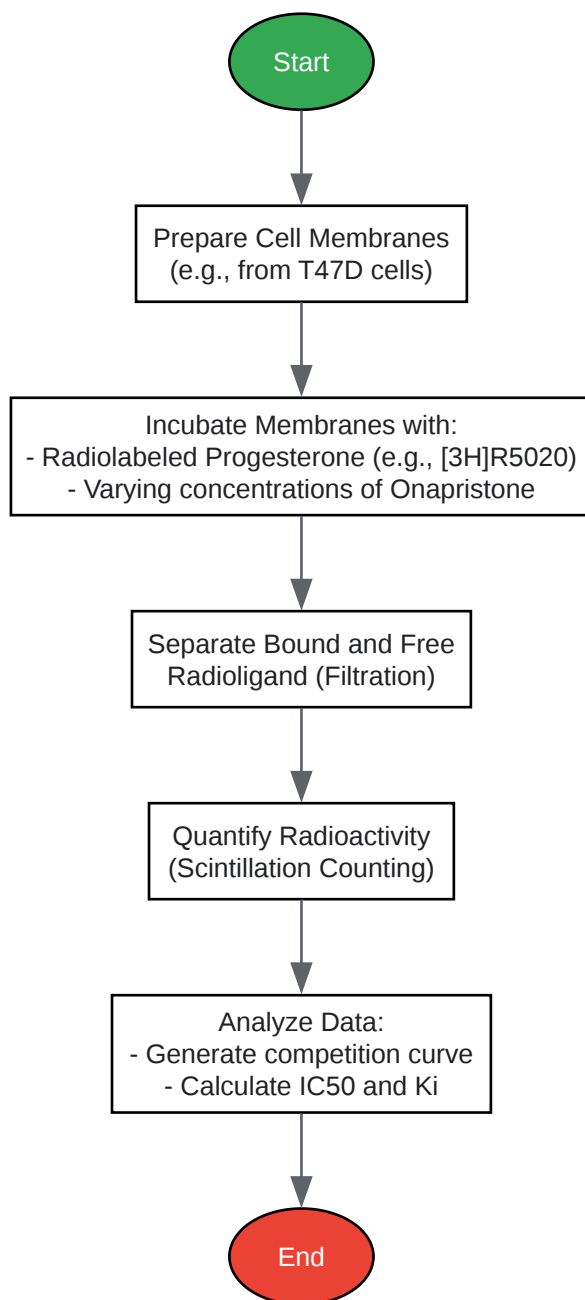 Start
Prepare Cell Membranes
(e.g., from T47D cells)
Incubate Membranes with:
- Radiolabeled Progesterone (e.g., [3H]R5020)
- Varying concentrations of Onapristone
Separate Bound and Free
Radioligand (Filtration)
Quantify Radioactivity
(Scintillation Counting)
Analyze Data:
- Generate competition curve
- Calculate IC50 and Ki
End